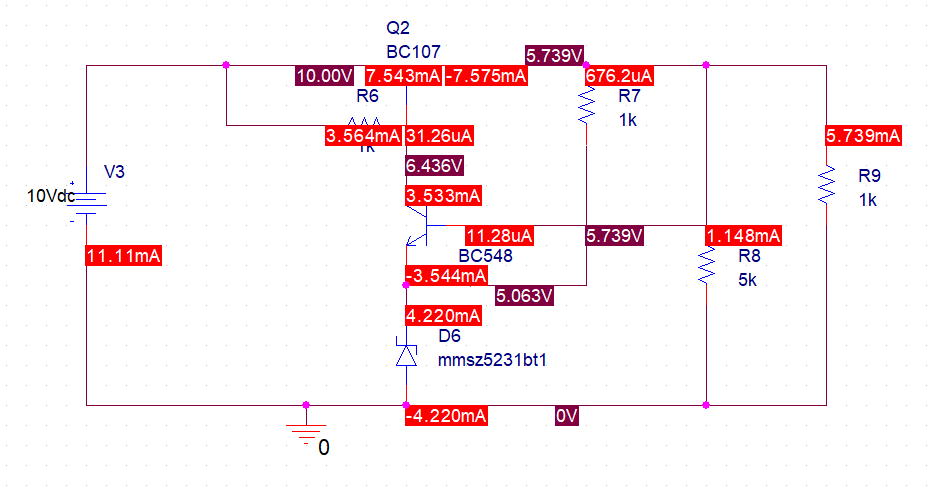 Q2
BC107
5.739V
10.00V
7.543mA
-7.575mA
676.2uA
R6
R7
1k
3.564mA
31.26uA
5.739mA
1k
6.436V
V3
R9
10Vdc
3.533mA
1k
11.28uA
5.739V
1.148mA
11.11mA
BC548
R8
-3.544mA
5k
5.063V
4.220mA
D6
mmsz5231bt1
-4.220mA
0V
0